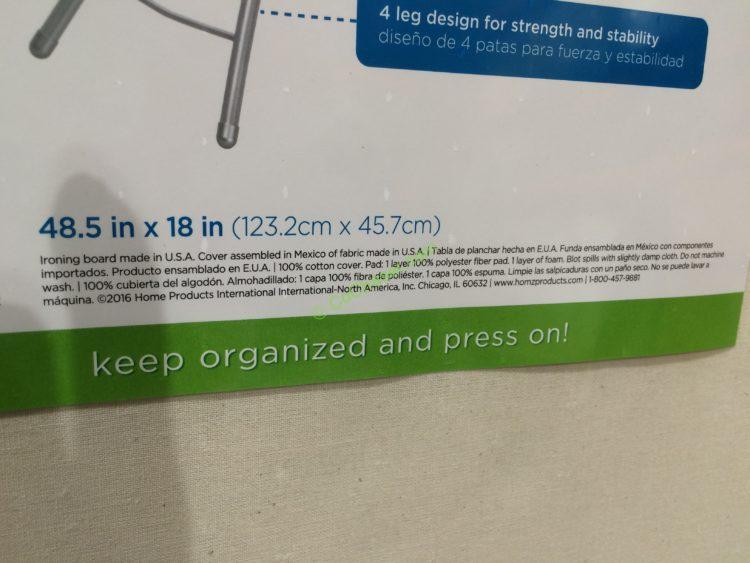 4 leg design for strength and stability
diseño de 4 patas para fuerza y estabilidad
48.5 in x 18 in (123.2cm x 45.7cm)
Ironing board made in U.S.A. Cover assembled in Mexico of fabric made in U.S.A. / Tabla de planchar hecha en E.U.A. Funda ensamblada en México con componentes
importados. Producto ensamblado en E.U.A. | 100% cotton cover. Pad: 1 layer 100% polyester fiber pad. 1 layer of foam. Blot spills with slightly damp cloth. Do not machine
wash. | 100% cubierta del algodón. Almohadillado: 1 capa 100% fibra de poliéster. 1 capa 100% espuma. Limpie las salpicaduras con un paño seco. No se puede lavar a
máquina. ©2016 Home Products International International-North America, Inc. Chicago, IL 60632 | www.homzproducts.com | 1-800-457-9881
keep organized and press on!